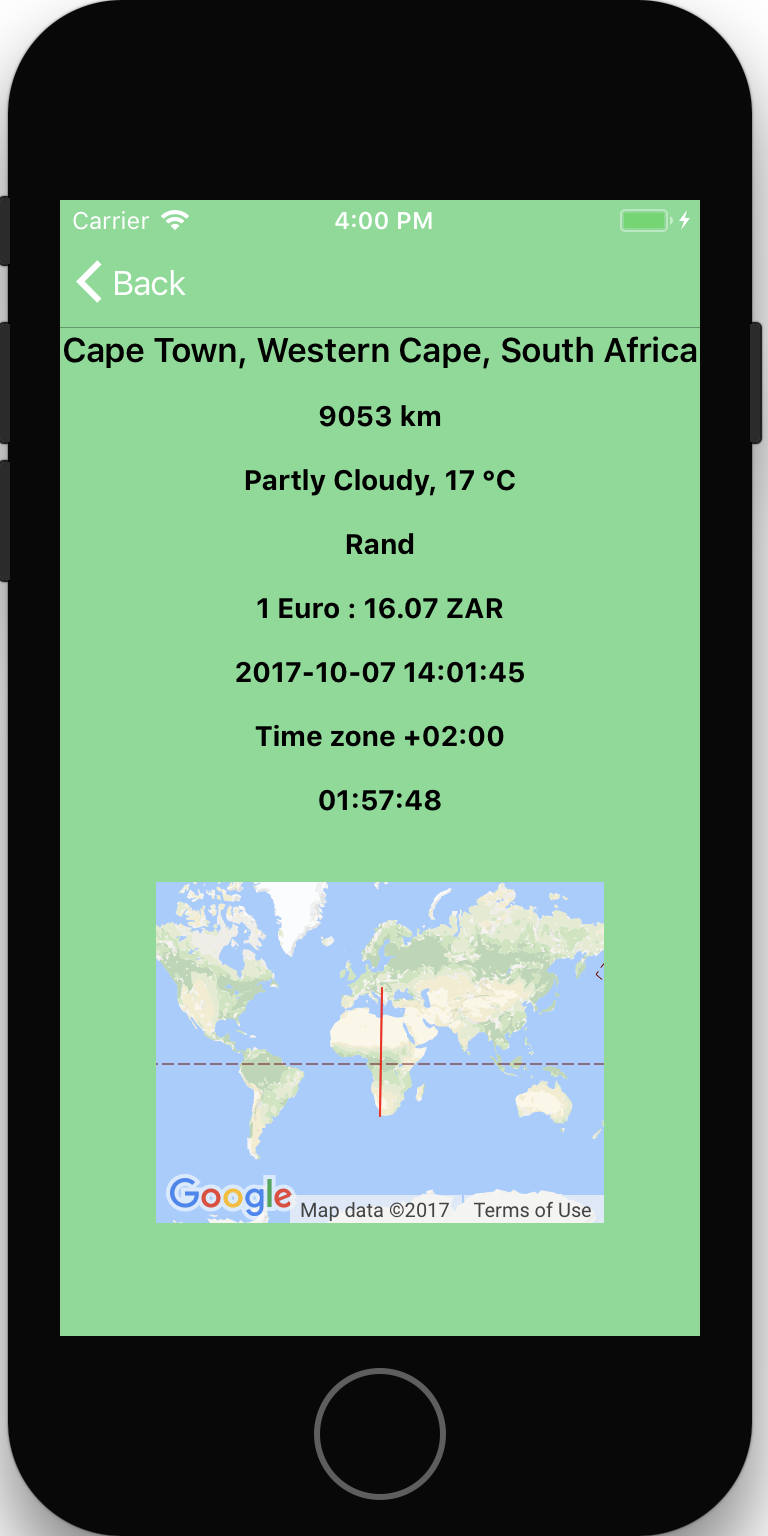 Carrier 4:00 PM
Back
Cape Town, Western Cape, South Africa
9053 km
Partly Cloudy, 17 °C
Rand
1 Euro : 16.07 ZAR
2017-10-07 14:01:45
Time zone +02:00
01:57:48
Google
Map data ©2017 Terms of Use